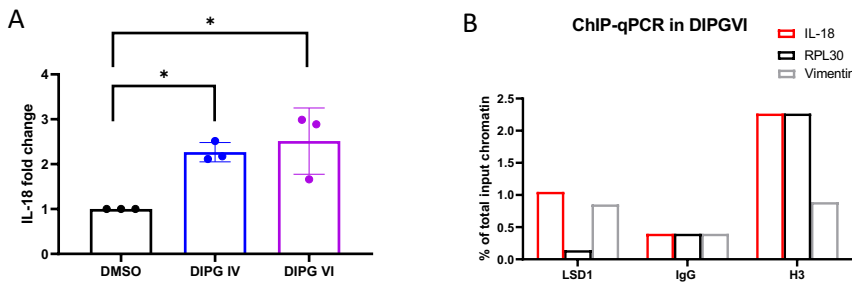 A
IL-18 fold change
4
3
2
1
0
*
*
DMSO
DIPG IV
DIPG VI
B
ChIP-qPCR in DIPGVI
IL-18
RPL30
Vimentin
% of total input chromatin
2.5
2.0
1.5
1.0
0.5
0.0
LSD1
IgG
H3